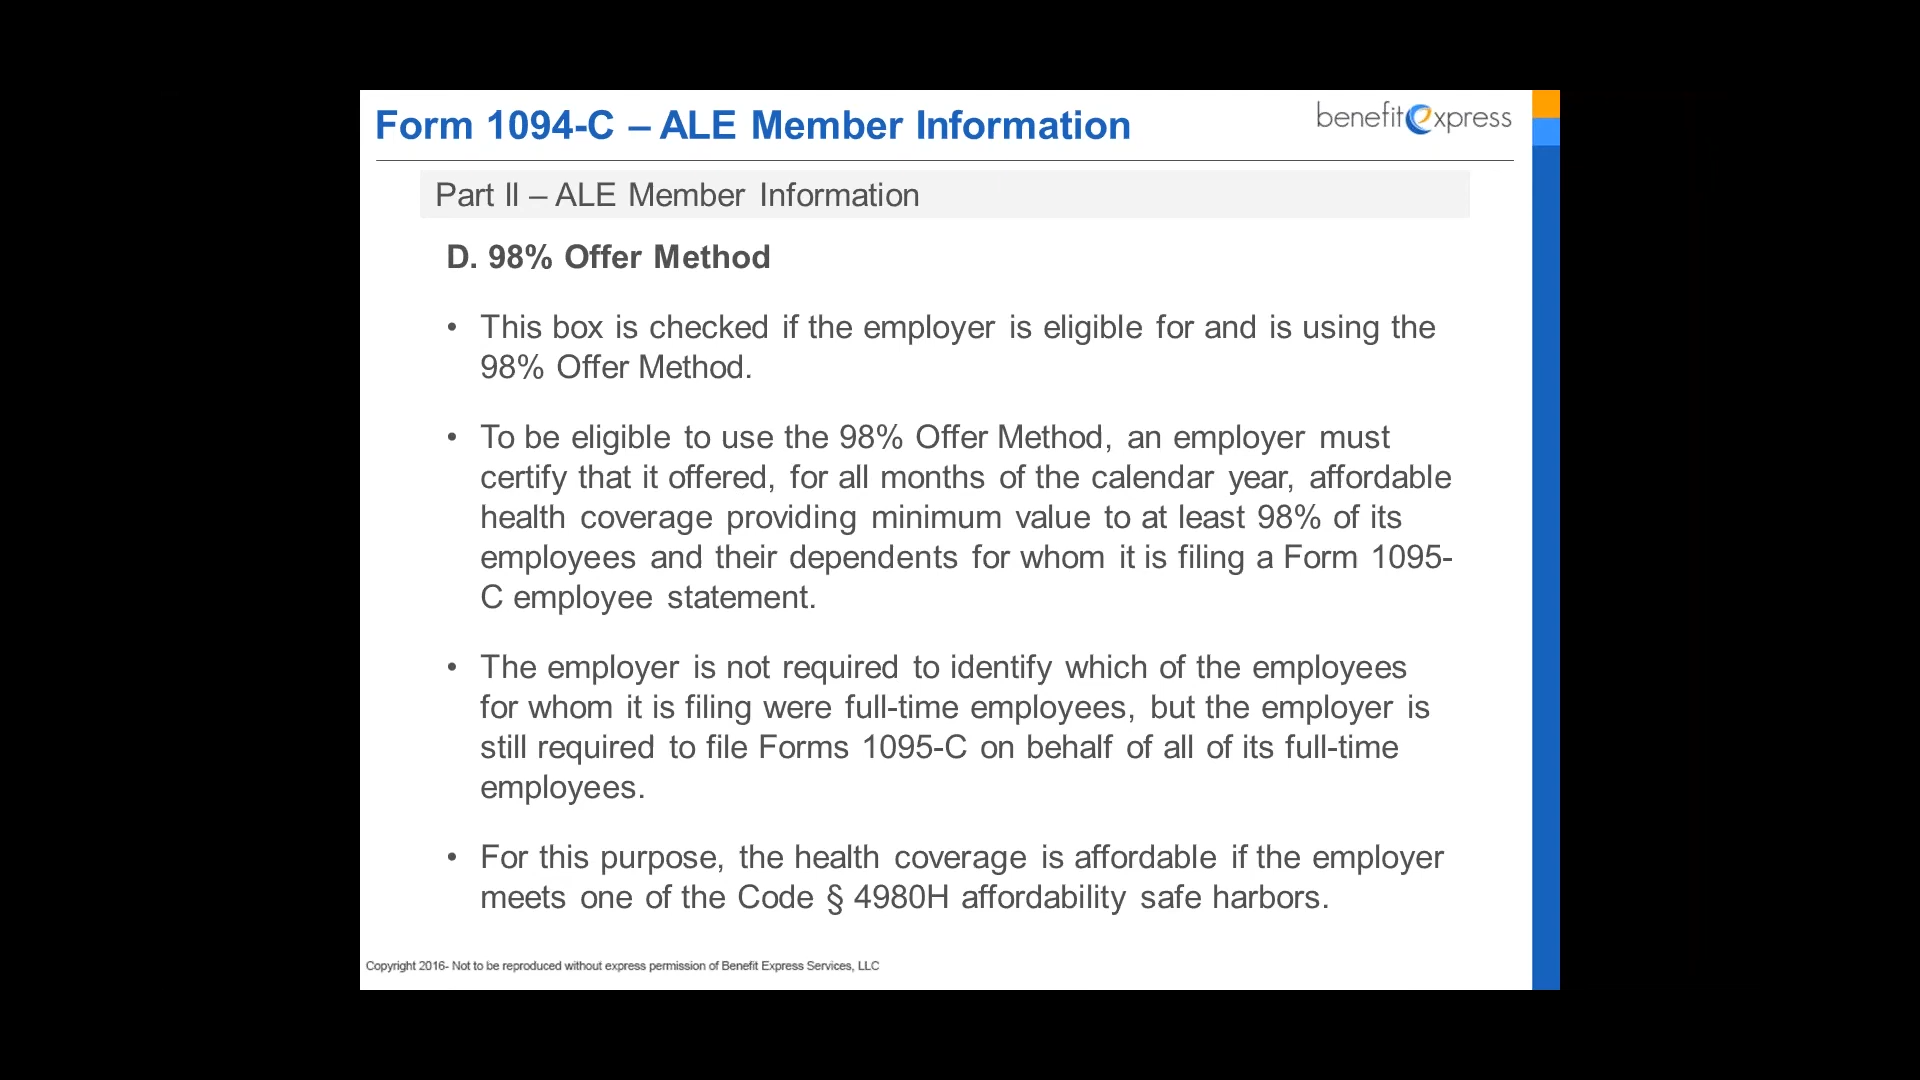 Form 1094-C – ALE Member Information
benefitexpress
Part II – ALE Member Information
D. 98% Offer Method
• This box is checked if the employer is eligible for and is using the
98% Offer Method.
• To be eligible to use the 98% Offer Method, an employer must
certify that it offered, for all months of the calendar year, affordable
health coverage providing minimum value to at least 98% of its
employees and their dependents for whom it is filing a Form 1095-
C employee statement.
• The employer is not required to identify which of the employees
for whom it is filing were full-time employees, but the employer is
still required to file Forms 1095-C on behalf of all of its full-time
employees.
• For this purpose, the health coverage is affordable if the employer
meets one of the Code § 4980H affordability safe harbors.
Copyright 2016- Not to be reproduced without express permission of Benefit Express Services, LLC